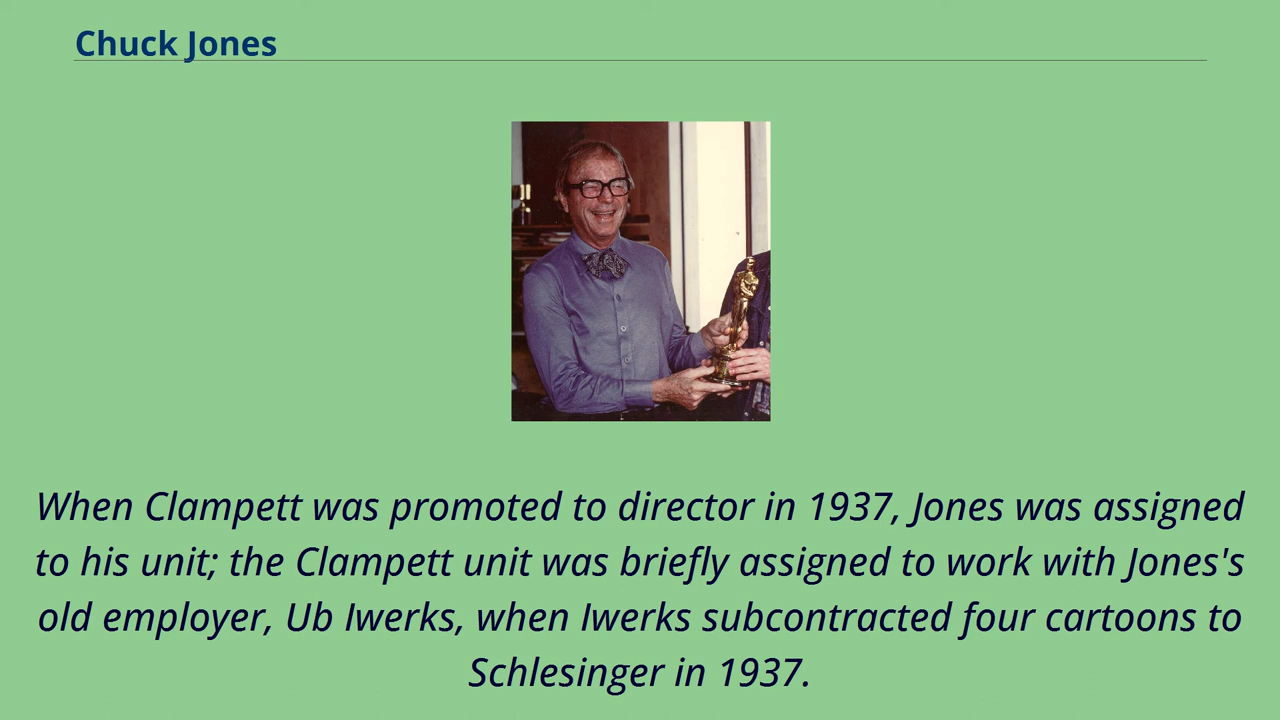 Chuck Jones
When Clampett was promoted to director in 1937, Jones was assigned
to his unit; the Clampett unit was briefly assigned to work with Jones's
old employer, Ub Iwerks, when Iwerks subcontracted four cartoons to
Schlesinger in 1937.